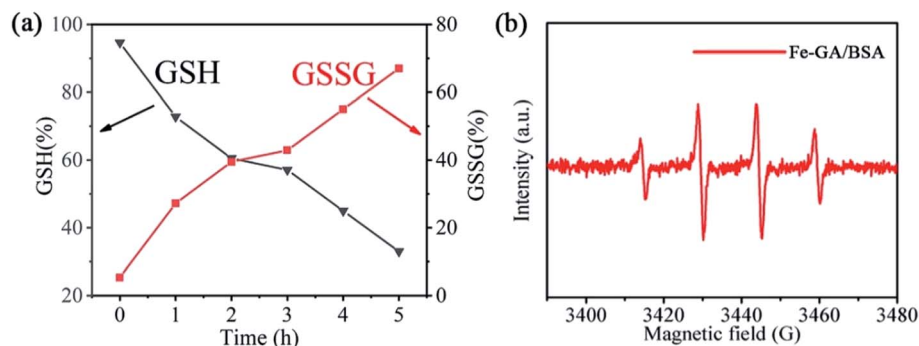 (a)
100
80
60
40
20
GSH(%)
GSH
GSSG
80
60
40
20
0
GSSG(%)
0 1 2 3 4 5
Time (h)
(b)
Fe-GA/BSA
Intensity (a.u.)
3400 3420 3440 3460 3480
Magnetic field (G)